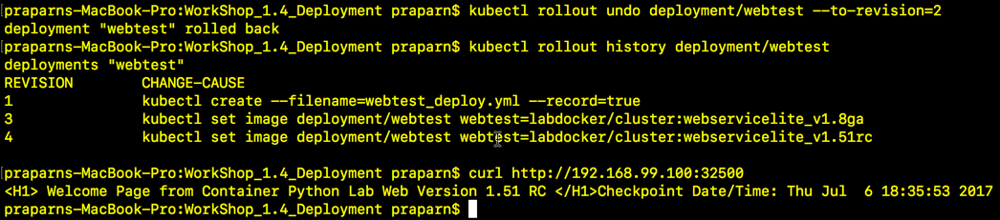 praparns-MacBook-Pro:WorkShop_1.4_Deployment praparn$ kubectl rollout undo deployment/webtest --to-revision=2
deployment "webtest" rolled back
praparns-MacBook-Pro:WorkShop_1.4_Deployment praparn$ kubectl rollout history deployment/webtest
deployments "webtest"
REVISION CHANGE-CAUSE
1 kubectl create --filename=webtest_deploy.yml --record=true
3 kubectl set image deployment/webtest webtest=labdocker/cluster:webservicelite_v1.8ga
4 kubectl set image deployment/webtest webtest=labdocker/cluster:webservicelite_v1.51rc
praparns-MacBook-Pro:WorkShop_1.4_Deployment praparn$ curl http://192.168.99.100:32500
<H1> Welcome Page from Container Python Lab Web Version 1.51 RC </H1>Checkpoint Date/Time: Thu Jul  6 18:35:53 2017
praparns-MacBook-Pro:WorkShop_1.4_Deployment praparn$